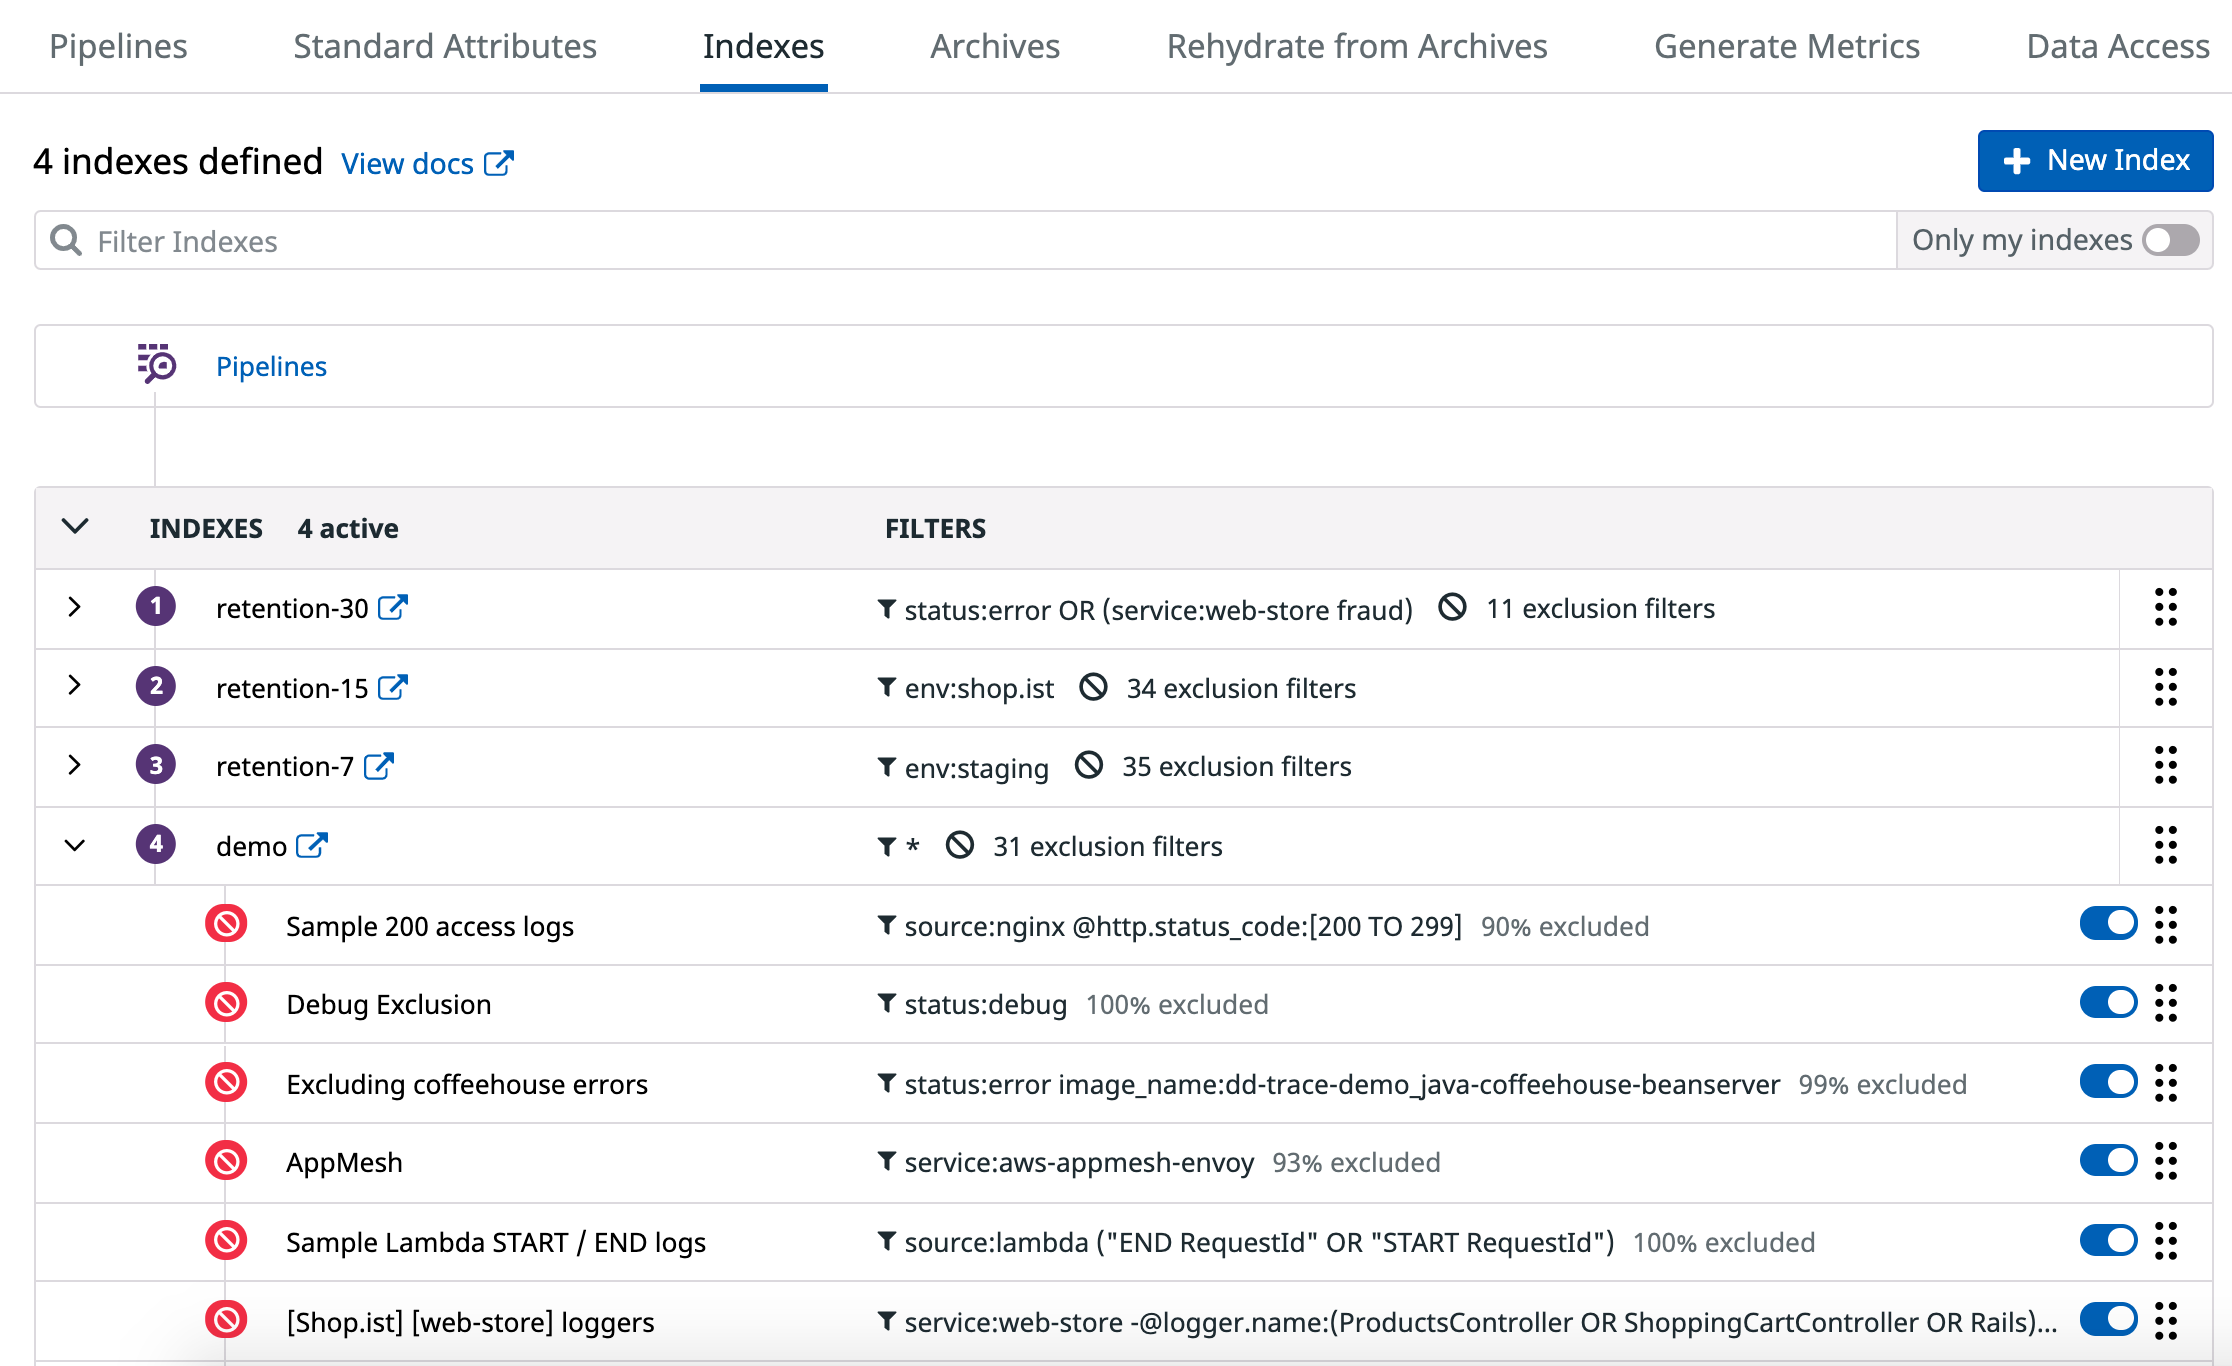 Pipelines Standard Attributes Indexes Archives Rehydrate from Archives Generate Metrics Data Access
4 indexes defined View docs
New Index
Filter Indexes
Only my indexes
Pipelines
INDEXES 4 active FILTERS
1 retention-30 status:error OR (service:web-store fraud) 11 exclusion filters
2 retention-15 env:shop.ist 34 exclusion filters
3 retention-7 env:staging 35 exclusion filters
4 demo * 31 exclusion filters
Sample 200 access logs source:nginx @http.status_code:[200 TO 299] 90% excluded
Debug Exclusion status:debug 100% excluded
Excluding coffeehouse errors status:error image_name:dd-trace-demo_java-coffeehouse-beanserver 99% excluded
AppMesh service:aws-appmesh-envoy 93% excluded
Sample Lambda START / END logs source:lambda ("END RequestId" OR "START RequestId") 100% excluded
[Shop.ist] [web-store] loggers service:web-store -@logger.name:(ProductsController OR ShoppingCartController OR Rails)...